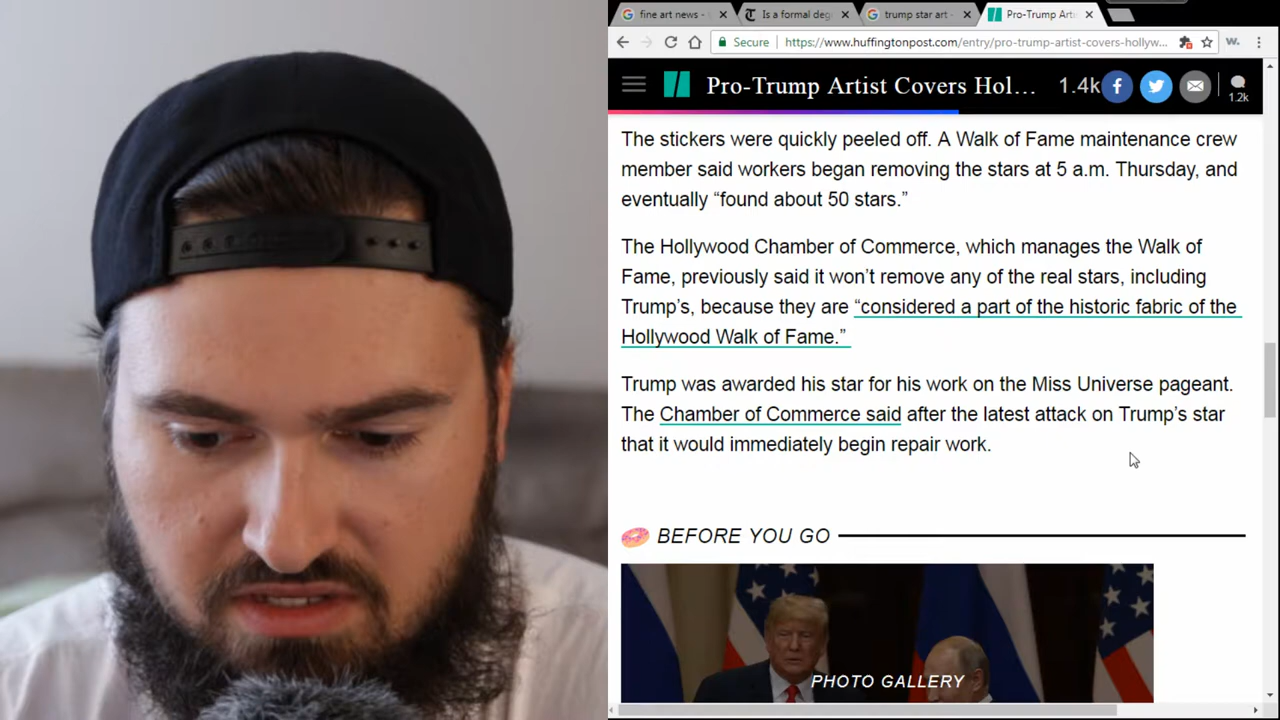 fine art news -
Is a formal deg
trump star art -
Pro-Trump Arti
Secure
https://www.huffingtonpost.com/entry/pro-trump-artist-covers-hollyw...
W.
Pro-Trump Artist Covers Hol...
1.4k
1.2k
The stickers were quickly peeled off. A Walk of Fame maintenance crew
member said workers began removing the stars at 5 a.m. Thursday, and
eventually “found about 50 stars.”
The Hollywood Chamber of Commerce, which manages the Walk of
Fame, previously said it won’t remove any of the real stars, including
Trump’s, because they are “considered a part of the historic fabric of the
Hollywood Walk of Fame.”
Trump was awarded his star for his work on the Miss Universe pageant.
The Chamber of Commerce said after the latest attack on Trump’s star
that it would immediately begin repair work.
BEFORE YOU GO
PHOTO GALLERY